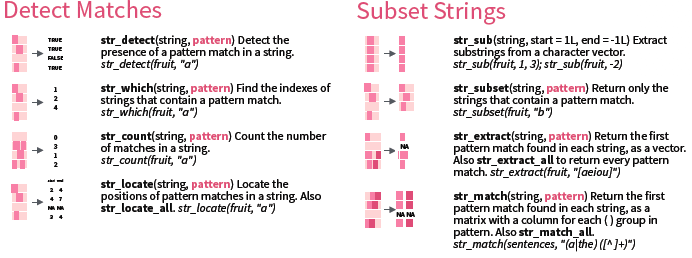 Detect Matches
TRUE
TRUE
FALSE
TRUE
str_detect(string, pattern) Detect the
presence of a pattern match in a string.
str_detect(fruit, "a")
1
2
4
str_which(string, pattern) Find the indexes of
strings that contain a pattern match.
str_which(fruit, "a")
0
3
1
2
str_count(string, pattern) Count the number
of matches in a string.
str_count(fruit, "a")
start end
2 4
4 7
NA NA
3 4
str_locate(string, pattern) Locate the
positions of pattern matches in a string. Also
str_locate_all. str_locate(fruit, "a")
Subset Strings
str_sub(string, start = 1L, end = -1L) Extract
substrings from a character vector.
str_sub(fruit, 1, 3); str_sub(fruit, -2)
str_subset(string, pattern) Return only the
strings that contain a pattern match.
str_subset(fruit, "b")
NA
str_extract(string, pattern) Return the first
pattern match found in each string, as a vector.
Also str_extract_all to return every pattern
match. str_extract(fruit, "[aeiou]")
NA NA
str_match(string, pattern) Return the first
pattern match found in each string, as a
matrix with a column for each ( ) group in
pattern. Also str_match_all.
str_match(sentences, "(a|the) ([^ ]+)")